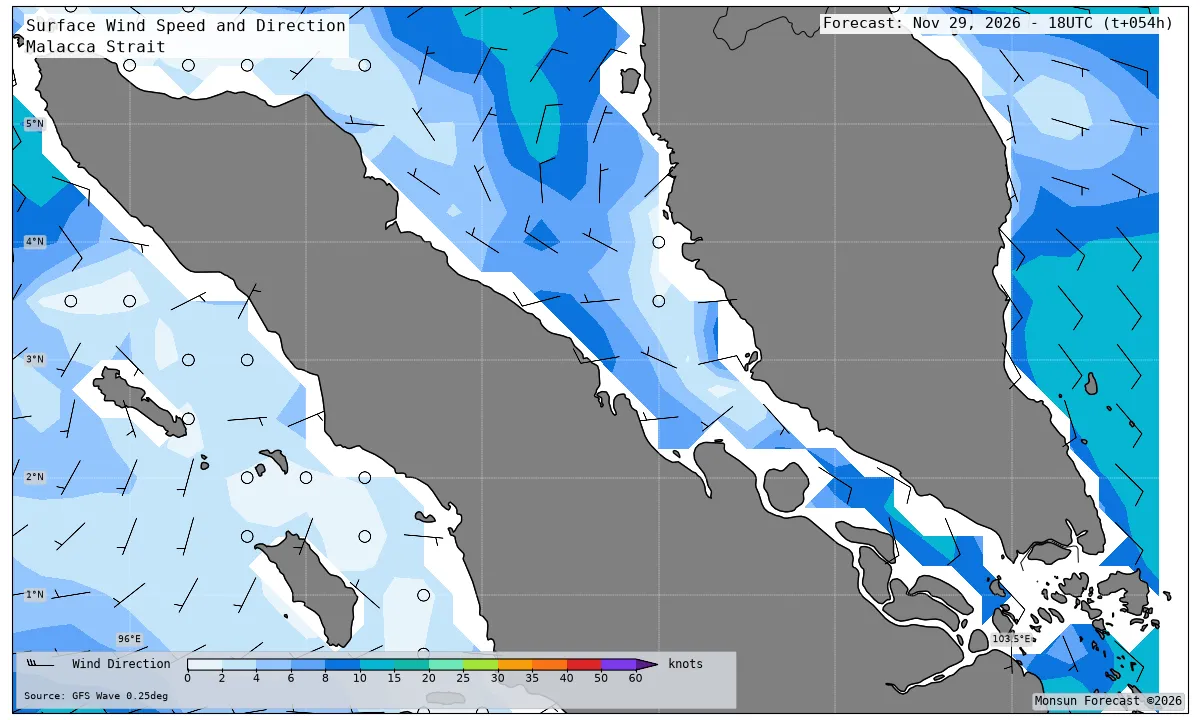 Surface Wind Speed and Direction
Malacca Strait
Forecast: Nov 29, 2026 - 18UTC (t+054h)
5°N
4°N
3°N
2°N
1°N
96°E
103.5°E
Wind Direction
knots
0 2 4 6 8 10 15 20 25 30 35 40 50 60
Source: GFS Wave 0.25deg
Monsun Forecast ©2026